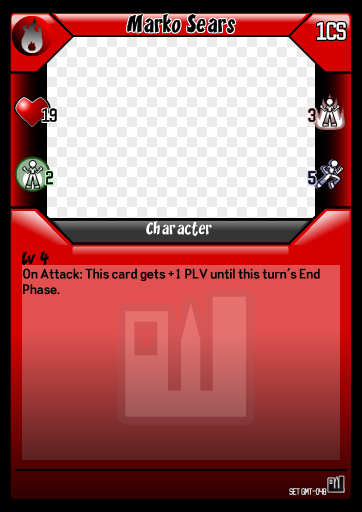 Marko Sears
1CS
19
3
2
5
Character
Lv 4
On Attack: This card gets +1 PLV until this turn's End
Phase.
SET GMT-048